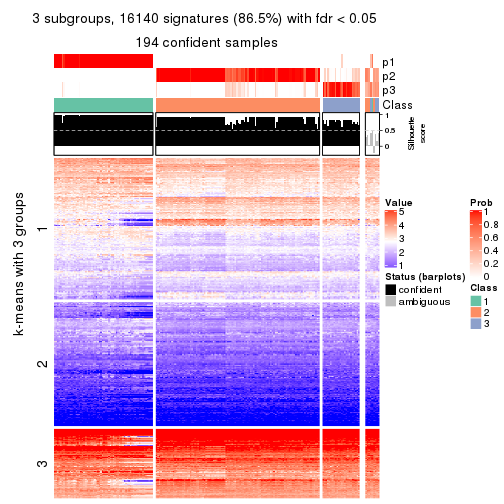 3 subgroups, 16140 signatures (86.5%) with fdr < 0.05
194 confident samples
p1
p2
p3
Class
1
0.5
0
Silhouette
score
k-means with 3 groups
1
2
3
Value
5
4
3
2
1
Status (barplots)
confident
ambiguous
Prob
1
0.8
0.6
0.4
0.2
0
Class
1
2
3